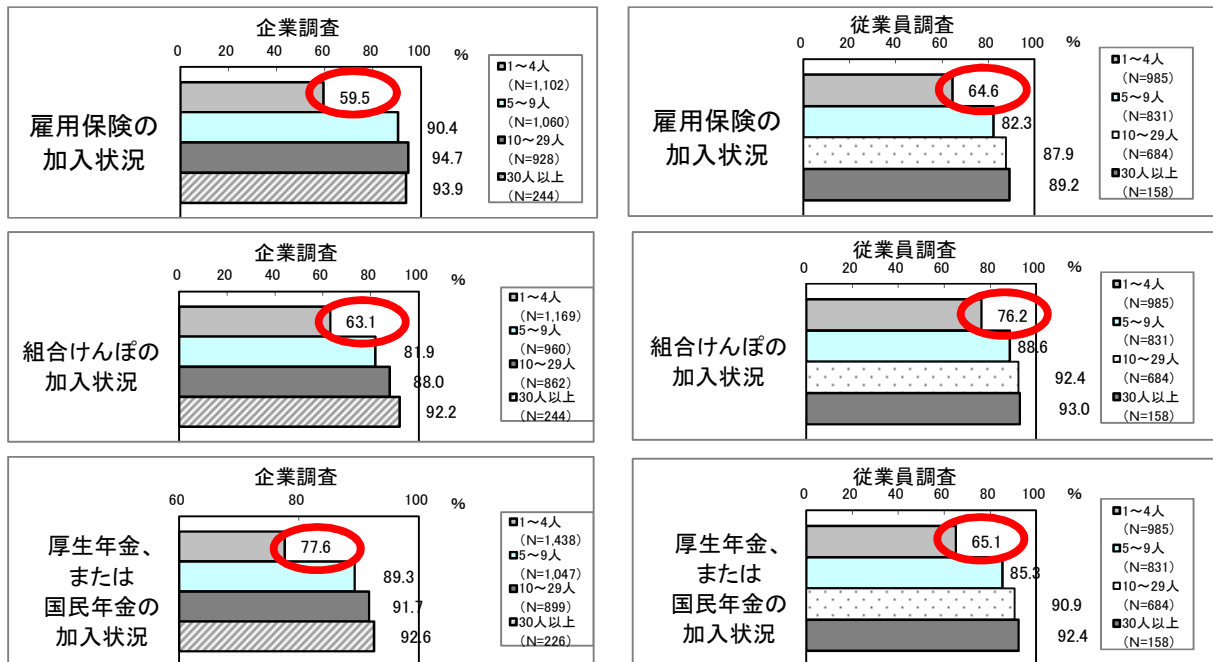 企業調査
0 20 40 60 80 100 %
雇用保険の
加入状況
59.5
90.4
94.7
93.9
1～4人
(N=1,102)
5～9人
(N=1,060)
10～29人
(N=928)
30人以上
(N=244)
従業員調査
0 20 40 60 80 100 %
雇用保険の
加入状況
64.6
82.3
87.9
89.2
1～4人
(N=985)
5～9人
(N=831)
10～29人
(N=684)
30人以上
(N=158)
企業調査
0 20 40 60 80 100 %
組合けんぽの
加入状況
63.1
81.9
88.0
92.2
1～4人
(N=1,169)
5～9人
(N=960)
10～29人
(N=862)
30人以上
(N=244)
従業員調査
0 20 40 60 80 100 %
組合けんぽの
加入状況
76.2
88.6
92.4
93.0
1～4人
(N=985)
5～9人
(N=831)
10～29人
(N=684)
30人以上
(N=158)
企業調査
60 80 100 %
厚生年金、
または
国民年金の
加入状況
77.6
89.3
91.7
92.6
1～4人
(N=1,438)
5～9人
(N=1,047)
10～29人
(N=899)
30人以上
(N=226)
従業員調査
0 20 40 60 80 100 %
厚生年金、
または
国民年金の
加入状況
65.1
85.3
90.9
92.4
1～4人
(N=985)
5～9人
(N=831)
10～29人
(N=684)
30人以上
(N=158)